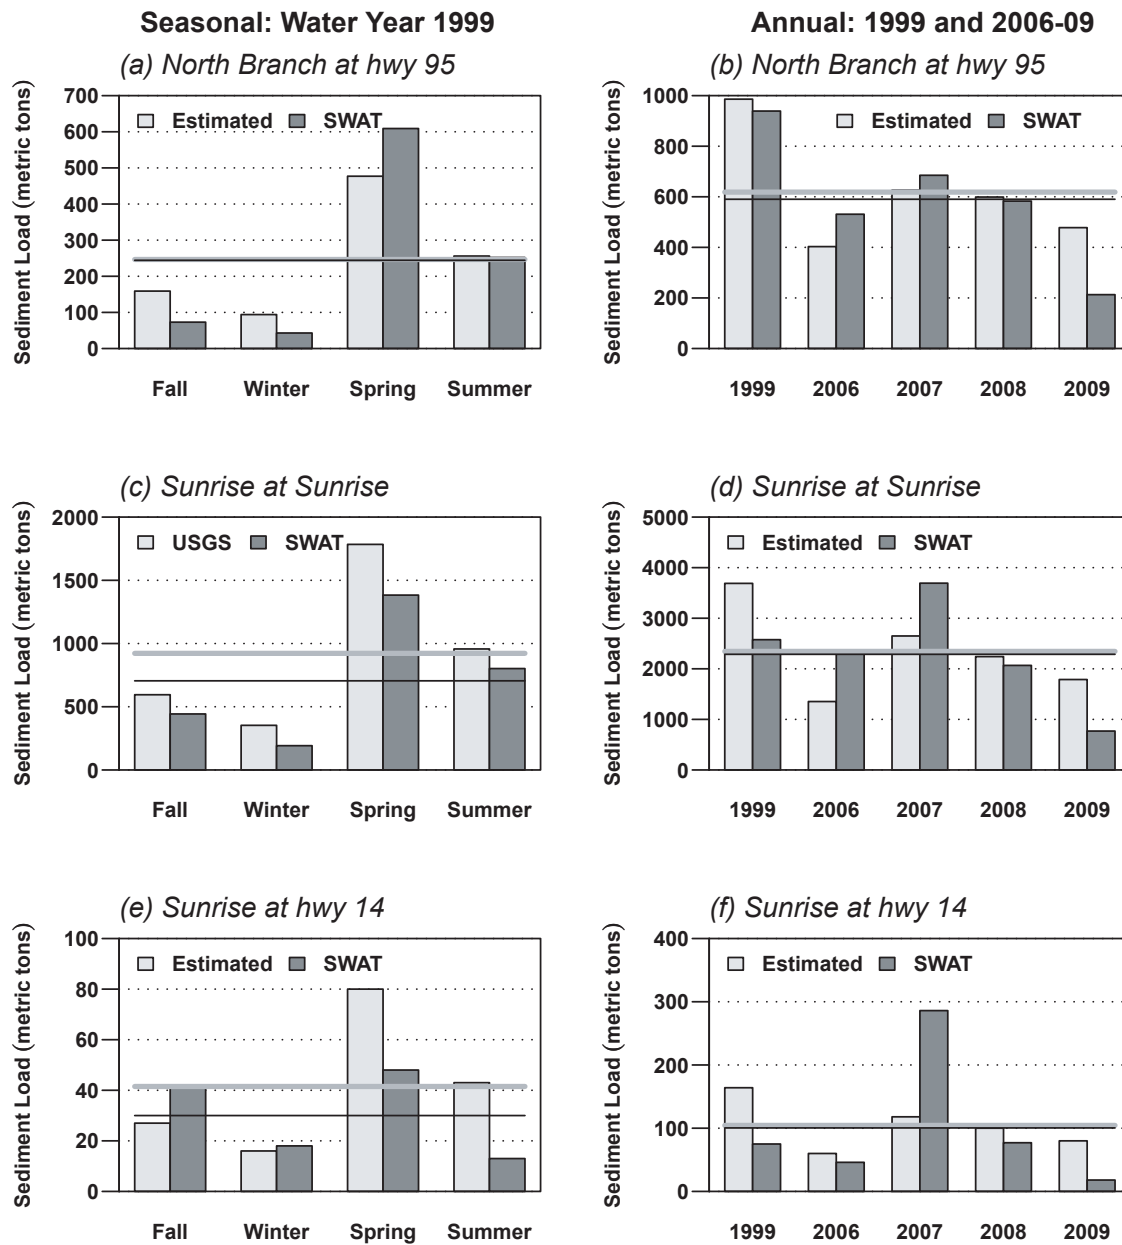 Seasonal: Water Year 1999
Annual: 1999 and 2006-09
(a) North Branch at hwy 95
Sediment Load (metric tons)
700
600
500
400
300
200
100
0
Estimated SWAT
Fall Winter Spring Summer
(b) North Branch at hwy 95
Sediment Load (metric tons)
1000
800
600
400
200
0
Estimated SWAT
1999 2006 2007 2008 2009
(c) Sunrise at Sunrise
Sediment Load (metric tons)
2000
1500
1000
500
0
USGS SWAT
Fall Winter Spring Summer
(d) Sunrise at Sunrise
Sediment Load (metric tons)
5000
4000
3000
2000
1000
0
Estimated SWAT
1999 2006 2007 2008 2009
(e) Sunrise at hwy 14
Sediment Load (metric tons)
100
80
60
40
20
0
Estimated SWAT
Fall Winter Spring Summer
(f) Sunrise at hwy 14
Sediment Load (metric tons)
400
300
200
100
0
Estimated SWAT
1999 2006 2007 2008 2009